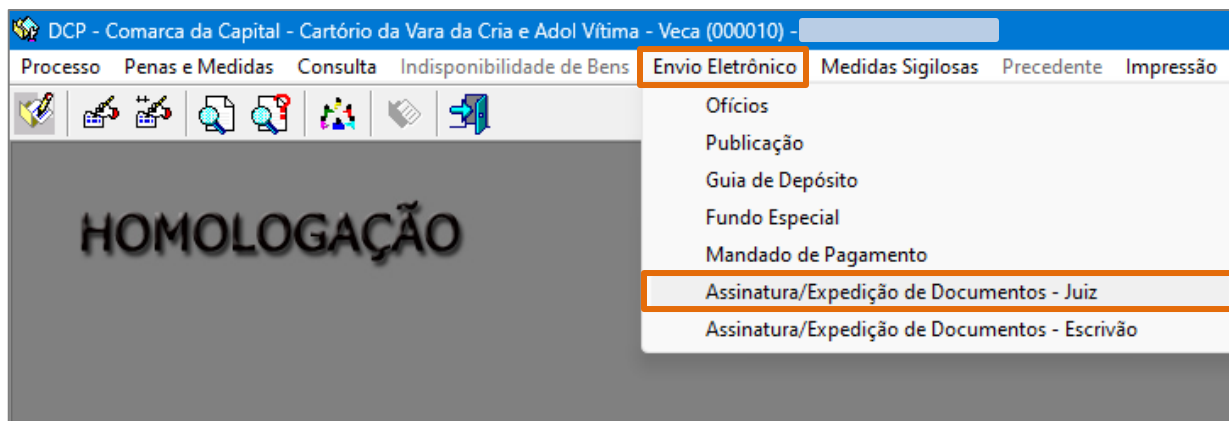 DCP - Comarca da Capital - Cartório da Vara da Cria e Adol Vítima - Veca (000010) -
Processo Penas e Medidas Consulta Indisponibilidade de Bens Envio Eletrônico Medidas Sigilosas Precedente Impressão
Ofícios
Publicação
Guia de Depósito
Fundo Especial
Mandado de Pagamento
Assinatura/Expedição de Documentos - Juiz
Assinatura/Expedição de Documentos - Escrivão
HOMOLOGAÇÃO